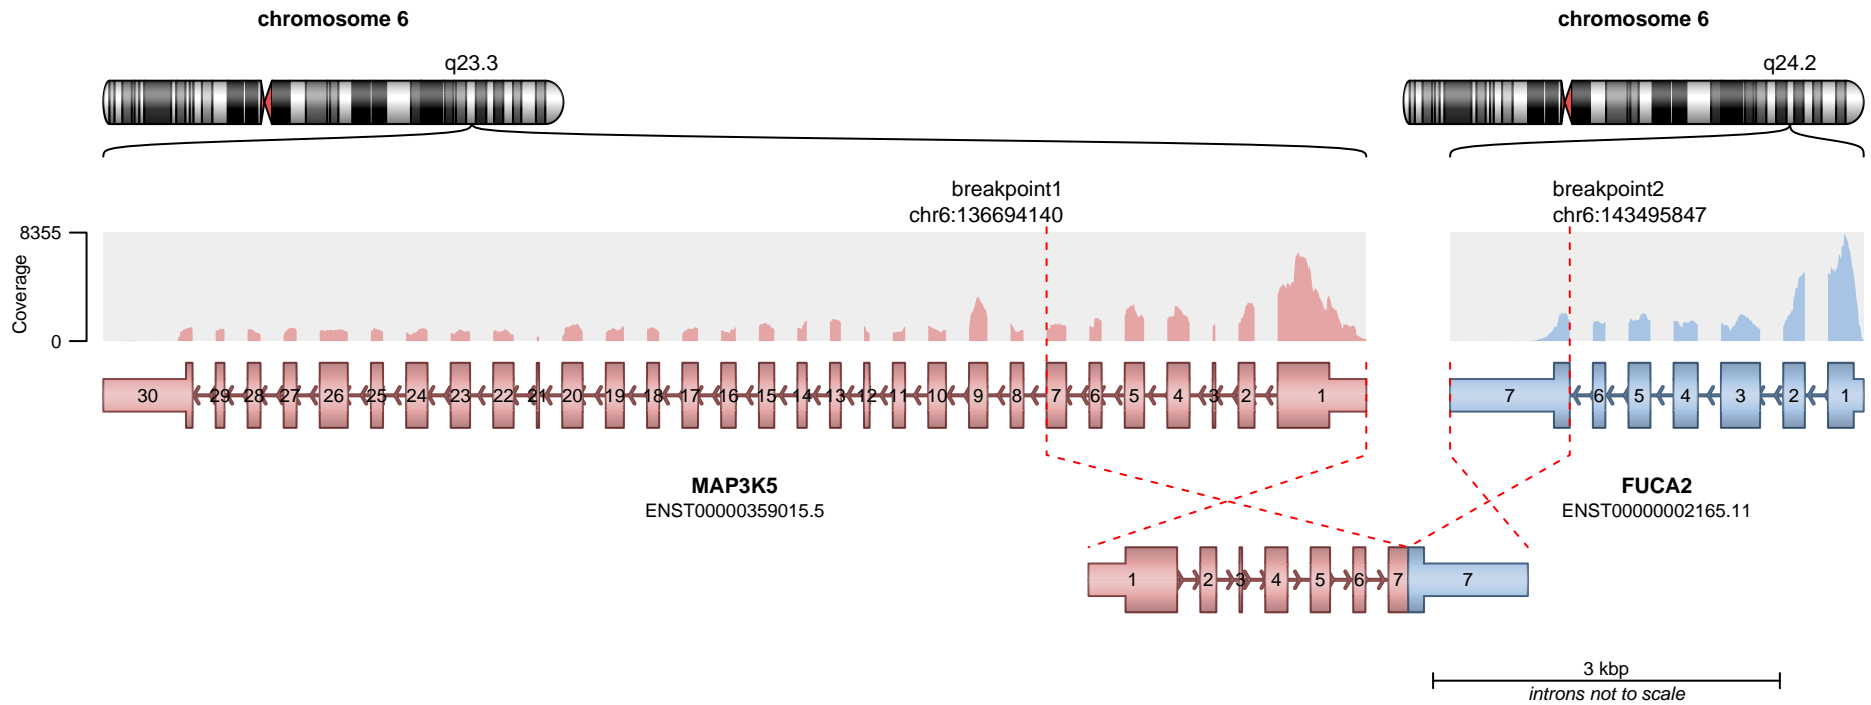 chromosome 6
chromosome 6
q23.3
q24.2
breakpoint1
chr6:136694140
breakpoint2
chr6:143495847
8355
Coverage
0
30 29 28 27 26 25 24 23 22 21 20 19 18 17 16 15 14 13 12 11 10 9 8 7 6 5 4 3 2 1
7 6 5 4 3 2 1
MAP3K5
ENST00000359015.5
FUCA2
ENST00000002165.11
1 2 3 4 5 6 7 7
3 kbp
introns not to scale